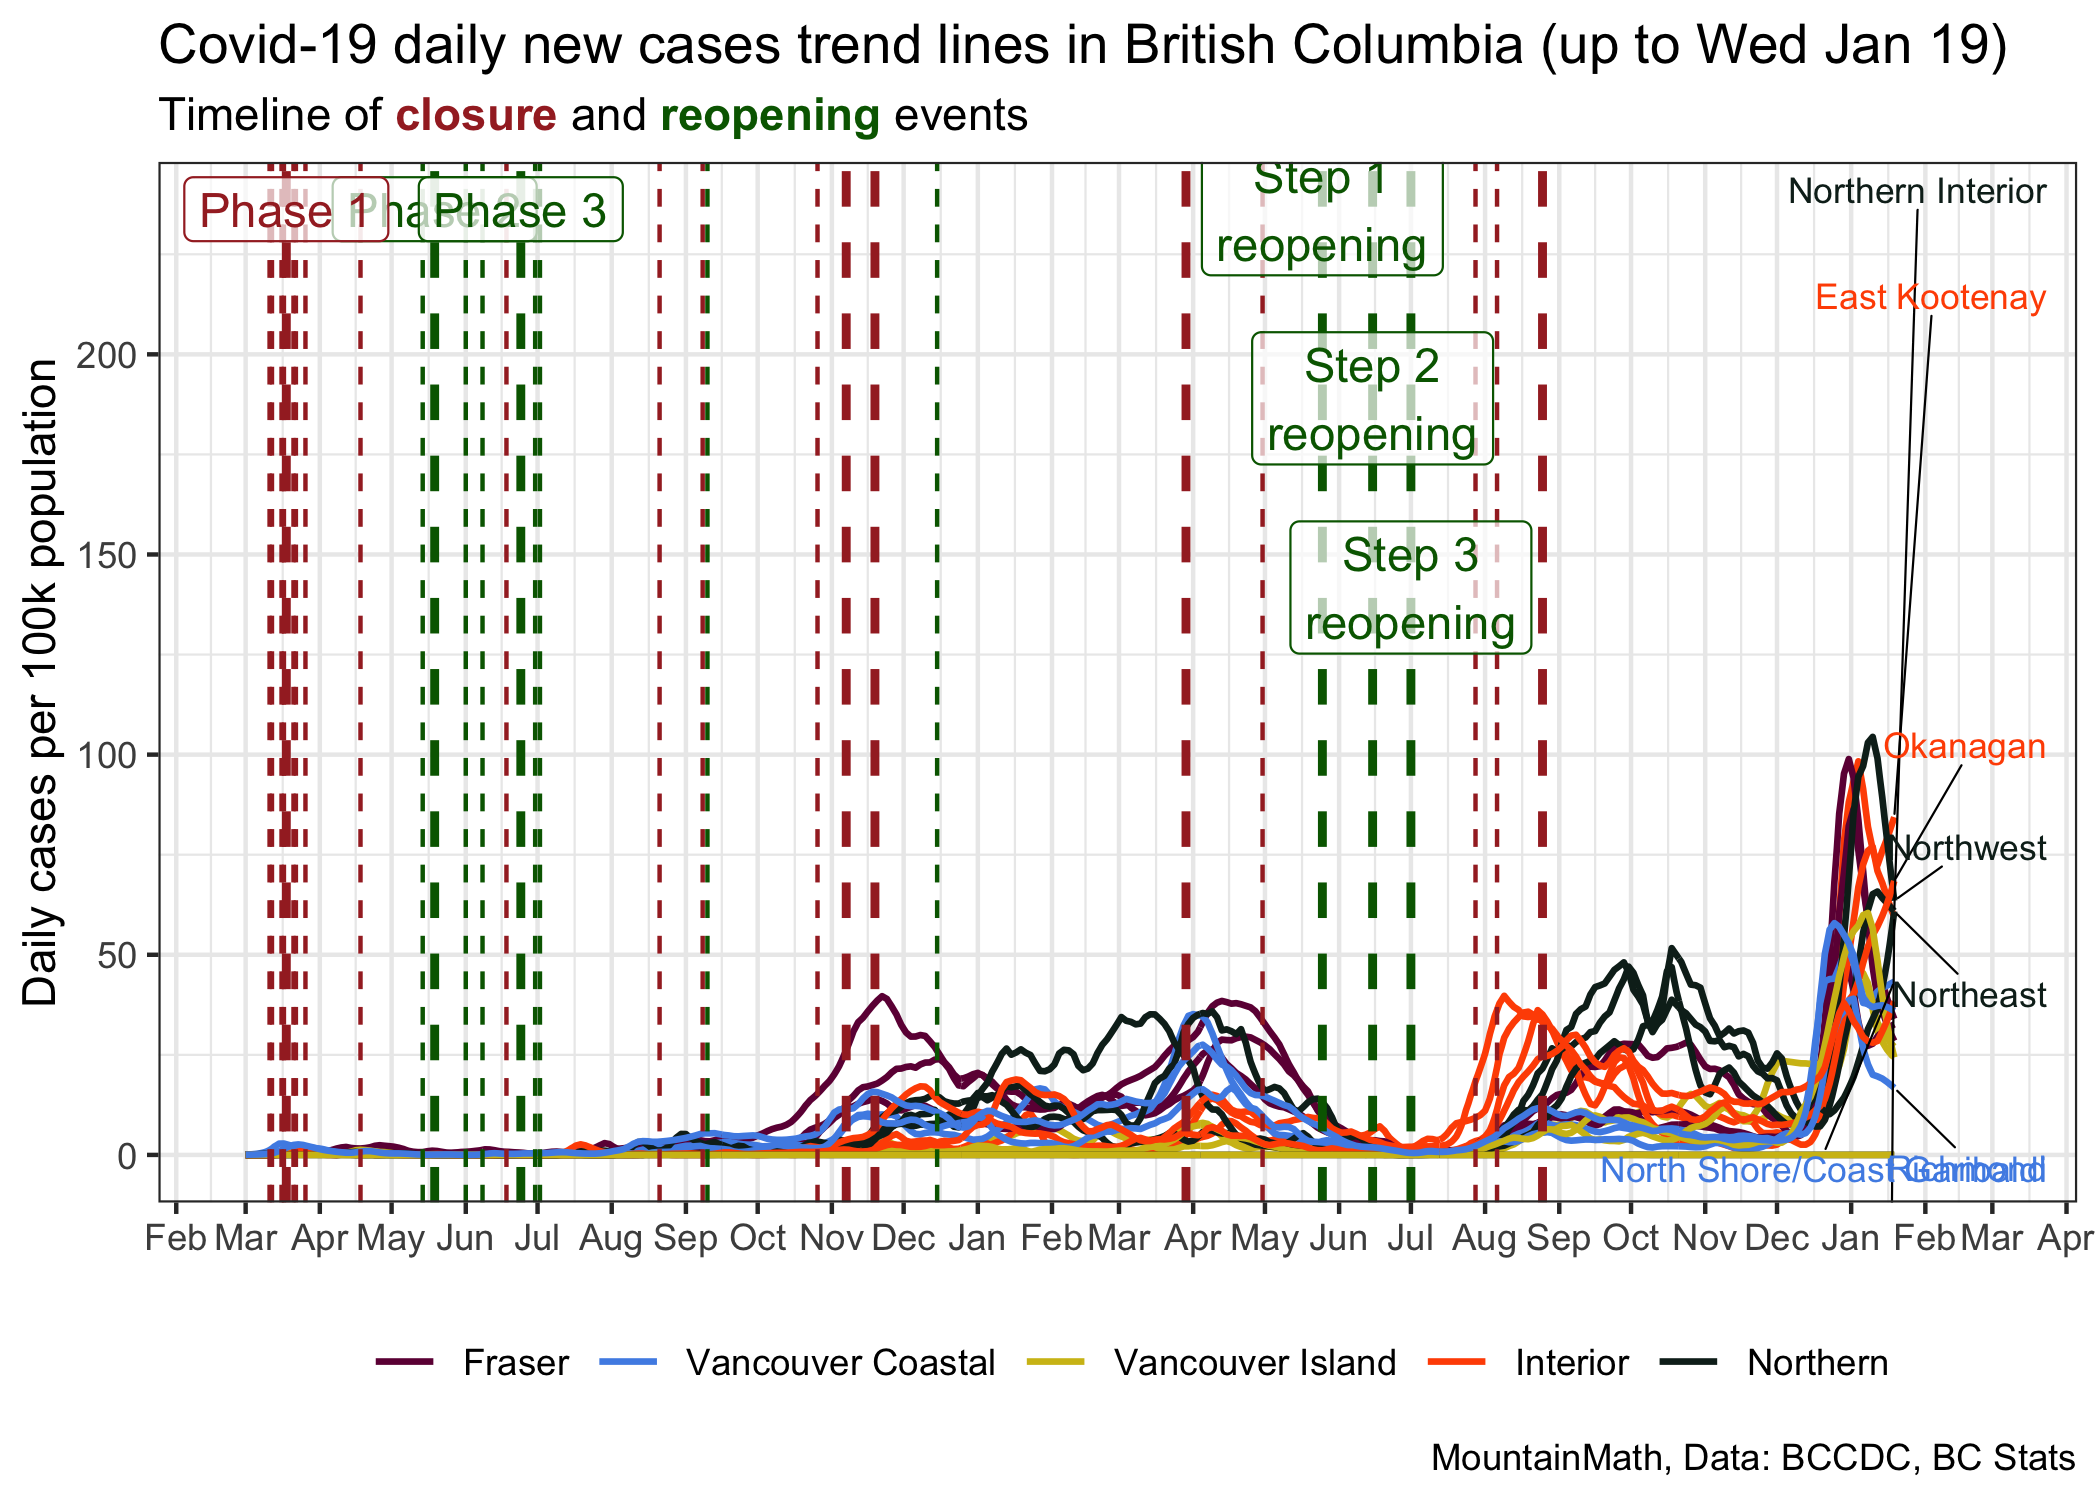 Covid-19 daily new cases trend lines in British Columbia (up to Wed Jan 19)
Timeline of closure and reopening events
Phase 1
Phase 2
Phase 3
Step 1
reopening
Step 2
reopening
Step 3
reopening
Northern Interior
East Kootenay
Okanagan
Northwest
Northeast
North Shore/Coast Garibaldi
Richmond
Daily cases per 100k population
200
150
100
50
0
Feb Mar Apr May Jun Jul Aug Sep Oct Nov Dec Jan Feb Mar Apr May Jun Jul Aug Sep Oct Nov Dec Jan Feb Mar Apr
Fraser Vancouver Coastal Vancouver Island Interior Northern
MountainMath, Data: BCCDC, BC Stats